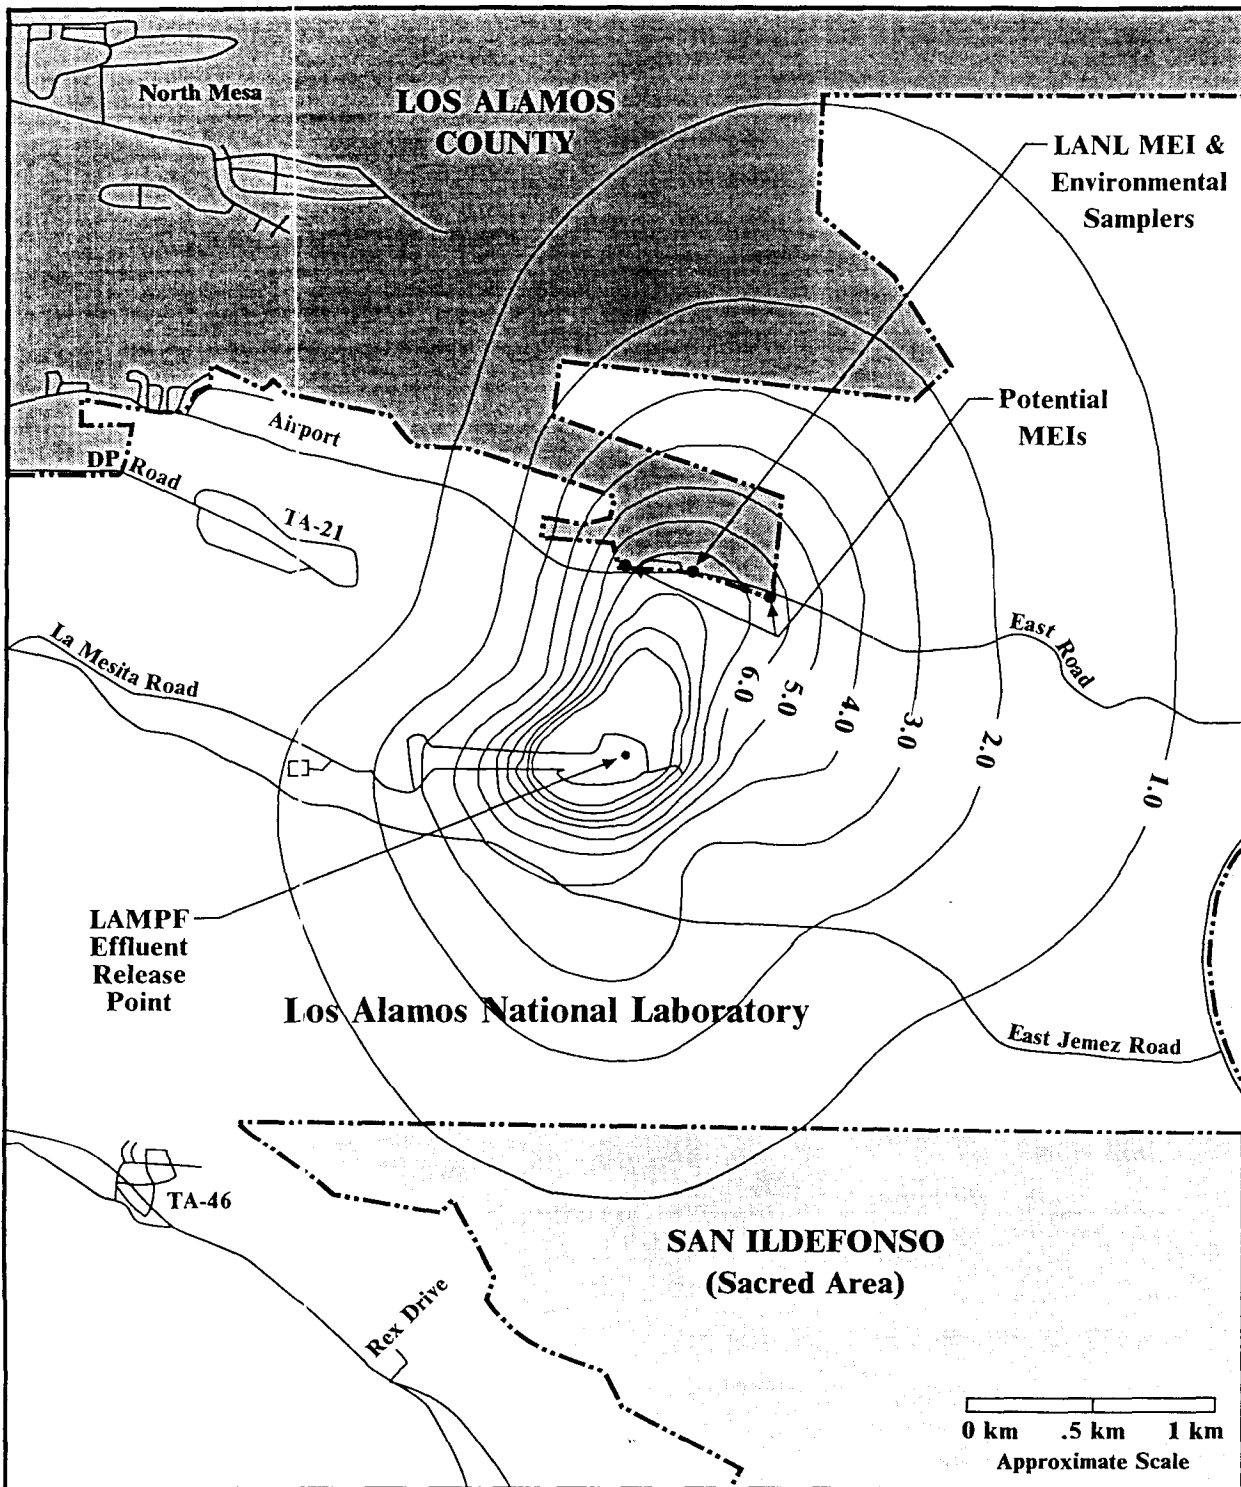 North Mesa
LOS ALAMOS
COUNTY
LANL MEI &
Environmental
Samplers
Potential
MEIs
Airport
DP Road
TA-21
La Mesita Road
East Road
6.0
5.0
4.0
3.0
2.0
1.0
LAMPF
Effluent
Release
Point
Los Alamos National Laboratory
East Jemez Road
TA-46
SAN ILDEFONSO
(Sacred Area)
Rex Drive
0 km .5 km 1 km
Approximate Scale